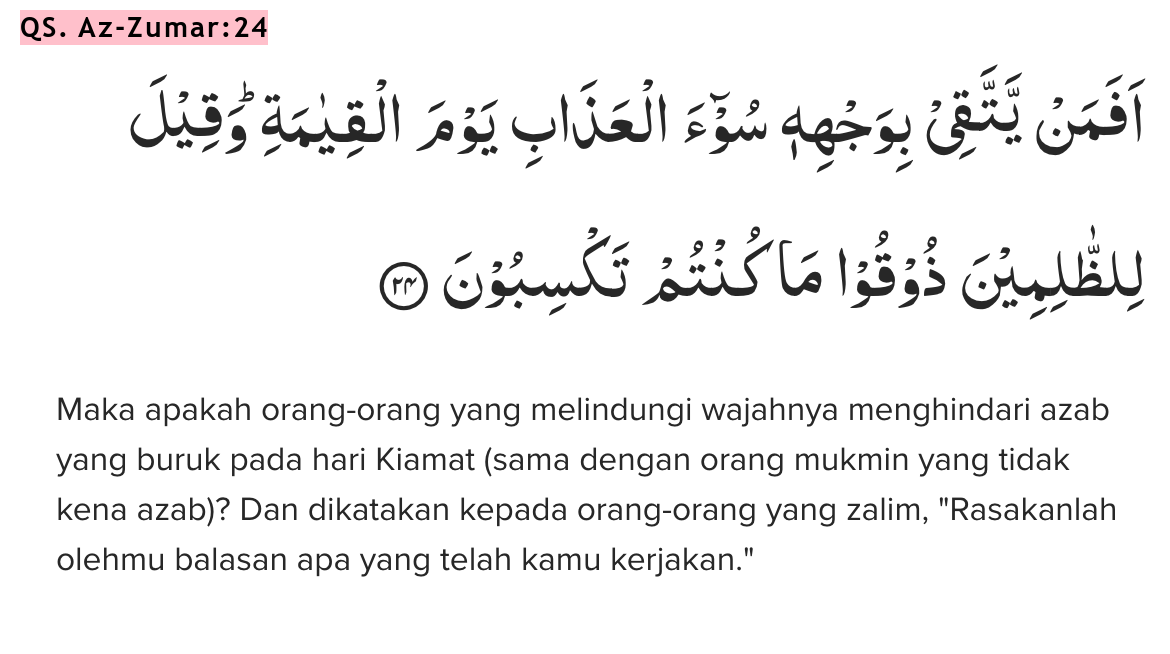 QS. Az-Zumar:24
اَفَمَنْ يَّتَّقِيْ بِوَجْهِهٖ سُوْۤءَ الْعَذَابِ يَوْمَ الْقِيٰمَةِ ۗوَقِيْلَ
لِلظّٰلِمِيْنَ ذُوْقُوْا مَا كُنْتُمْ تَكْسِبُوْنَ ۝٢٤
Maka apakah orang-orang yang melindungi wajahnya menghindari azab
yang buruk pada hari Kiamat (sama dengan orang mukmin yang tidak
kena azab)? Dan dikatakan kepada orang-orang yang zalim, "Rasakanlah
olehmu balasan apa yang telah kamu kerjakan."